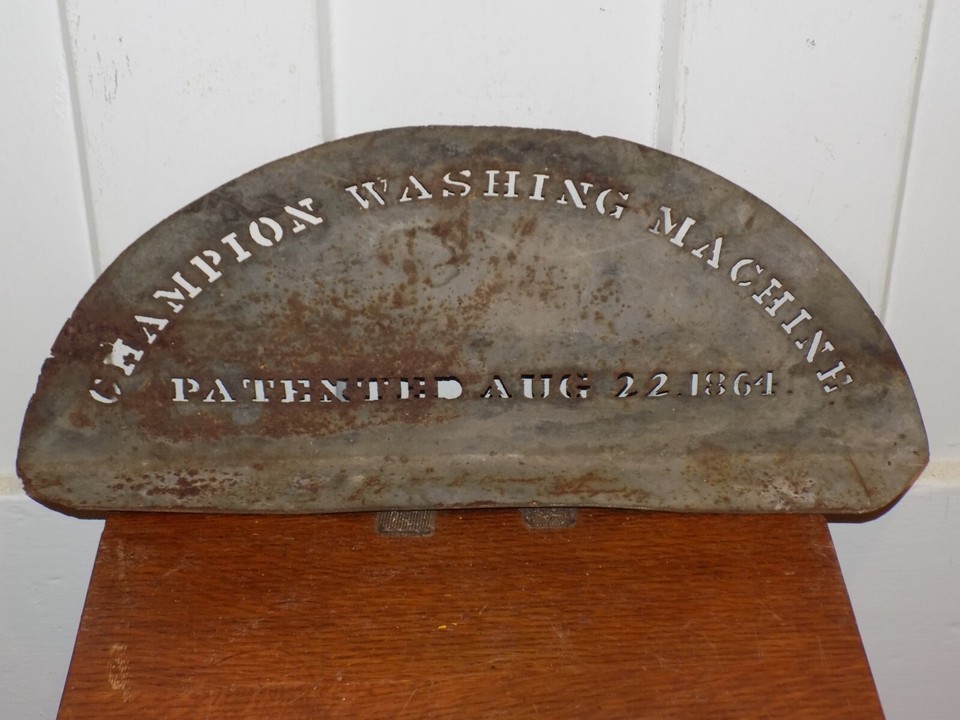 CHAMPION WASHING MACHINE
PATENTED AUG 22.1864.